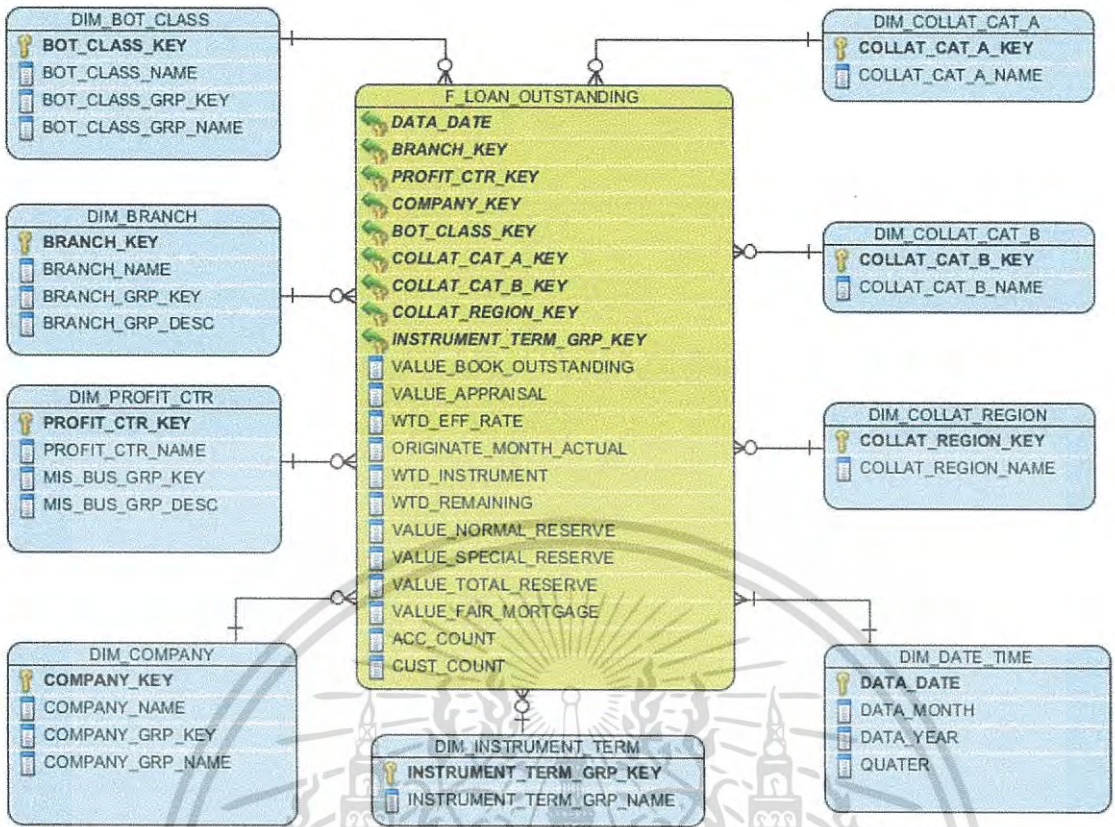 DIM_BOT_CLASS
BOT_CLASS_KEY
BOT_CLASS_NAME
BOT_CLASS_GRP_KEY
BOT_CLASS_GRP_NAME
DIM_BRANCH
BRANCH_KEY
BRANCH_NAME
BRANCH_GRP_KEY
BRANCH_GRP_DESC
DIM_PROFIT_CTR
PROFIT_CTR_KEY
PROFIT_CTR_NAME
MIS_BUS_GRP_KEY
MIS_BUS_GRP_DESC
DIM_COMPANY
COMPANY_KEY
COMPANY_NAME
COMPANY_GRP_KEY
COMPANY_GRP_NAME
F_LOAN_OUTSTANDING
DATA_DATE
BRANCH_KEY
PROFIT_CTR_KEY
COMPANY_KEY
BOT_CLASS_KEY
COLLAT_CAT_A_KEY
COLLAT_CAT_B_KEY
COLLAT_REGION_KEY
INSTRUMENT_TERM_GRP_KEY
VALUE_BOOK_OUTSTANDING
VALUE_APPRAISAL
WTD_EFF_RATE
ORIGINATE_MONTH_ACTUAL
WTD_INSTRUMENT
WTD_REMAINING
VALUE_NORMAL_RESERVE
VALUE_SPECIAL_RESERVE
VALUE_TOTAL_RESERVE
VALUE_FAIR_MORTGAGE
ACC_COUNT
CUST_COUNT
DIM_INSTRUMENT_TERM
INSTRUMENT_TERM_GRP_KEY
INSTRUMENT_TERM_GRP_NAME
DIM_COLLAT_CAT_A
COLLAT_CAT_A_KEY
COLLAT_CAT_A_NAME
DIM_COLLAT_CAT_B
COLLAT_CAT_B_KEY
COLLAT_CAT_B_NAME
DIM_COLLAT_REGION
COLLAT_REGION_KEY
COLLAT_REGION_NAME
DIM_DATE_TIME
DATA_DATE
DATA_MONTH
DATA_YEAR
QUATER